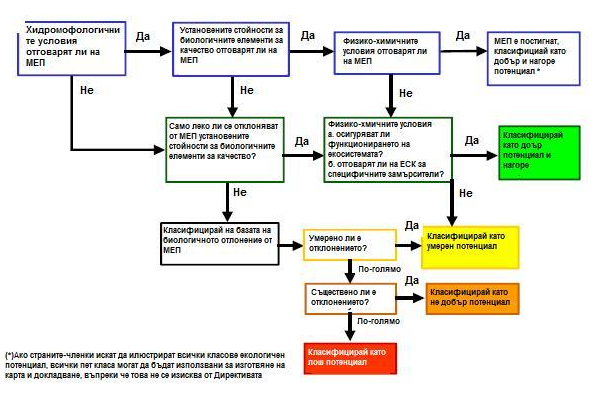 Хидромофологични
те условия
отговарят ли на
МЕП
Да
Установените стойности за
биологичните елементи за
качество отговарят ли на
МЕП
Да
Физико-химичните
условия отговарят ли
на МЕП
Да
МЕП е постигнат,
класифицирай като
добър и нагоре
потенциал *
Не
Не
Не
Само леко ли се отклоняват
от МЕП установените
стойности за биологичните
елементи за качество?
Да
Физико-хмичните условия
а. осигуряват ли
функционирането на
екосистемата?
б. отговарят ли на ЕСК за
специфичните замърсители?
Да
Класифицирай
като доър
потенциал и
нагоре
Не
Не
Класифицирай на базата на
биологичното отлонение от
МЕП
Умерено ли е
отклонението?
Да
Класифицирай като
умерен потенциал
По-голямо
Съществено ли е
отклонението?
Да
Класифицирай като
не добър потенциал
По-голямо
Класифицирай като
лош потенциал
(*)Ако страните-членки искат да илюстрират всички класове екологичен
потенциал, всички пет класа могат да бъдат използвани за изготвяне на
карта и докладване, въпреки че това не се изисква от Директивата